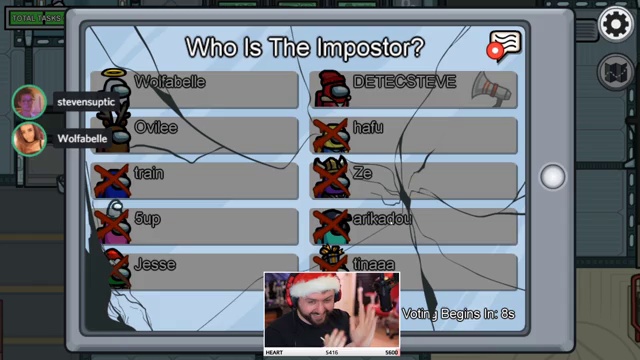 TOTAL TASKS
Who Is The Impostor?
Wolfabelle
DETECSTEVE
stevensuptic
Wolfabelle
Ovilee
hafu
train
Ze
5up
arikadou
Jesse
tinaaa
Voting Begins In: 8s
HEART 5416 5600